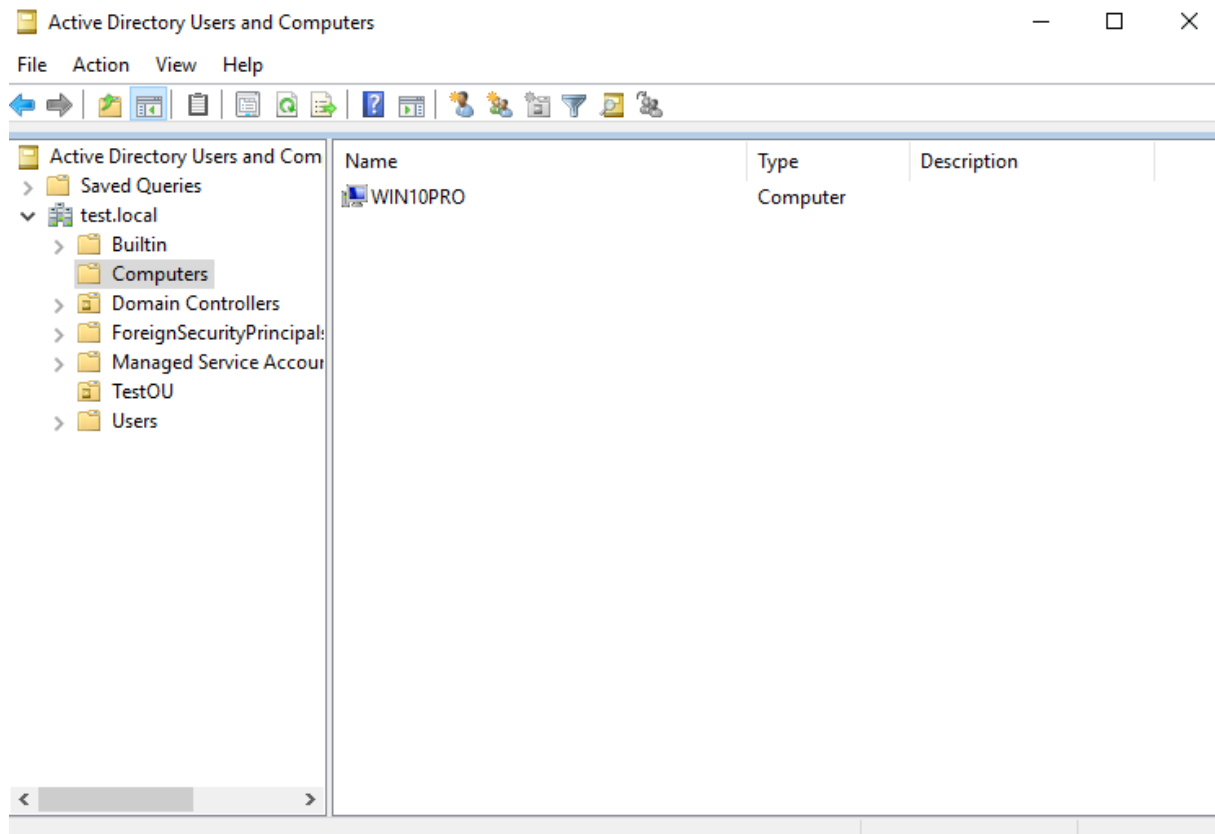 Active Directory Users and Computers
File Action View Help
Active Directory Users and Com
Saved Queries
test.local
Builtin
Computers
Domain Controllers
ForeignSecurityPrincipals
Managed Service Accour
TestOU
Users
Name Type Description
WIN10PRO Computer